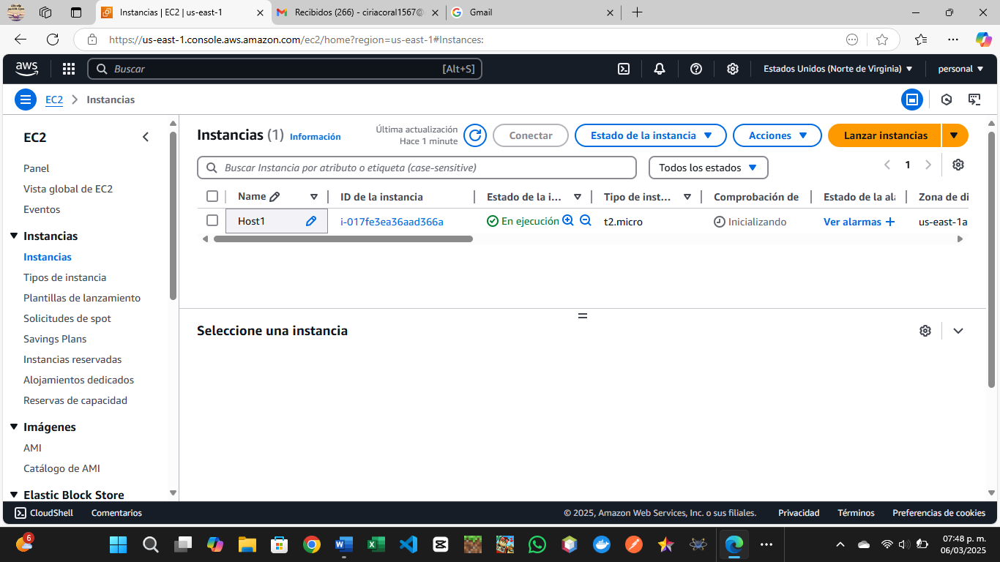 Instancias | EC2 | us-east-1
Recibidos (266) - ciriacoral1567@
Gmail
https://us-east-1.console.aws.amazon.com/ec2/home?region=us-east-1#Instances:
aws
Buscar
[Alt+S]
Estados Unidos (Norte de Virginia)
personal
EC2
Instancias
EC2
Panel
Vista global de EC2
Eventos
Instancias
Instancias
Tipos de instancia
Plantillas de lanzamiento
Solicitudes de spot
Savings Plans
Instancias reservadas
Alojamientos dedicados
Reservas de capacidad
Imágenes
AMI
Catálogo de AMI
Elastic Block Store
Instancias (1) Información
Última actualización
Hace 1 minute
Conectar
Estado de la instancia
Acciones
Lanzar instancias
Buscar Instancia por atributo o etiqueta (case-sensitive)
Todos los estados
1
Name
ID de la instancia
Estado de la i...
Tipo de inst...
Comprobación de
Estado de la ala
Zona de di
Host1
i-017fe3ea36aad366a
En ejecución
t2.micro
Inicializando
Ver alarmas
us-east-1a
Seleccione una instancia
CloudShell
Comentarios
© 2025, Amazon Web Services, Inc. o sus filiales.
Privacidad
Términos
Preferencias de cookies
6
07:48 p. m.
06/03/2025